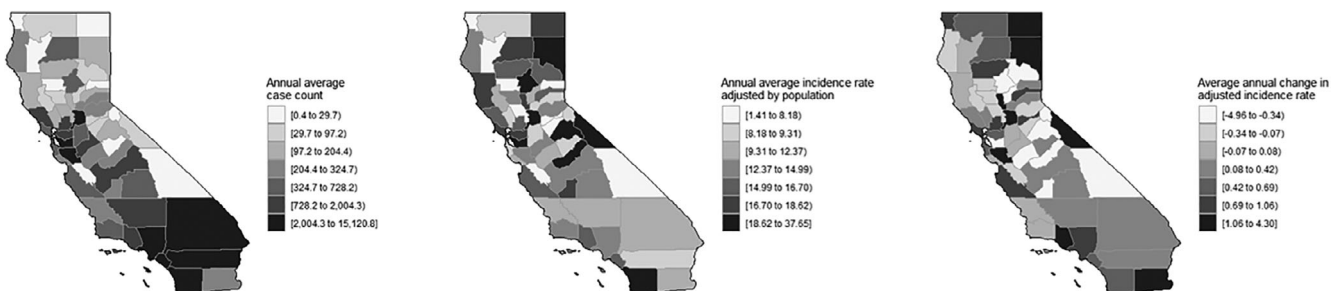 Annual average
case count
[0.4 to 29.7)
[29.7 to 97.2)
[97.2 to 204.4)
[204.4 to 324.7)
[324.7 to 728.2)
[728.2 to 2,004.3)
[2,004.3 to 15,120.8]
Annual average incidence rate
adjusted by population
[1.41 to 8.18)
[8.18 to 9.31)
[9.31 to 12.37)
[12.37 to 14.99)
[14.99 to 16.70)
[16.70 to 18.62)
[18.62 to 37.65]
Average annual change in
adjusted incidence rate
[-4.96 to -0.34)
[-0.34 to -0.07)
[-0.07 to 0.08)
[0.08 to 0.42)
[0.42 to 0.69)
[0.69 to 1.06)
[1.06 to 4.30]